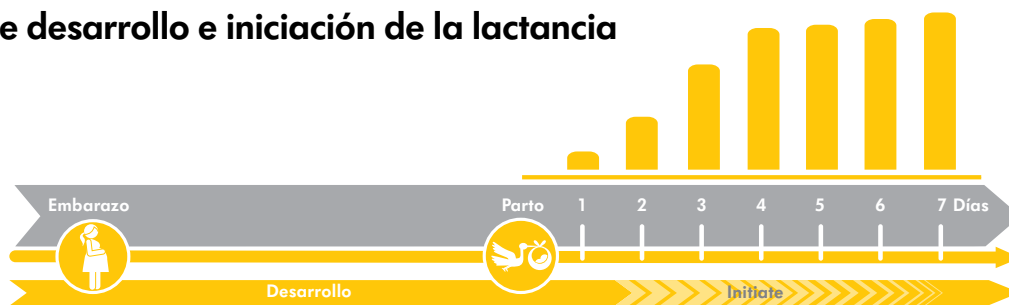 e desarrollo e iniciación de la lactancia
Embarazo Parto 1 2 3 4 5 6 7 Días
Desarrollo Initiate